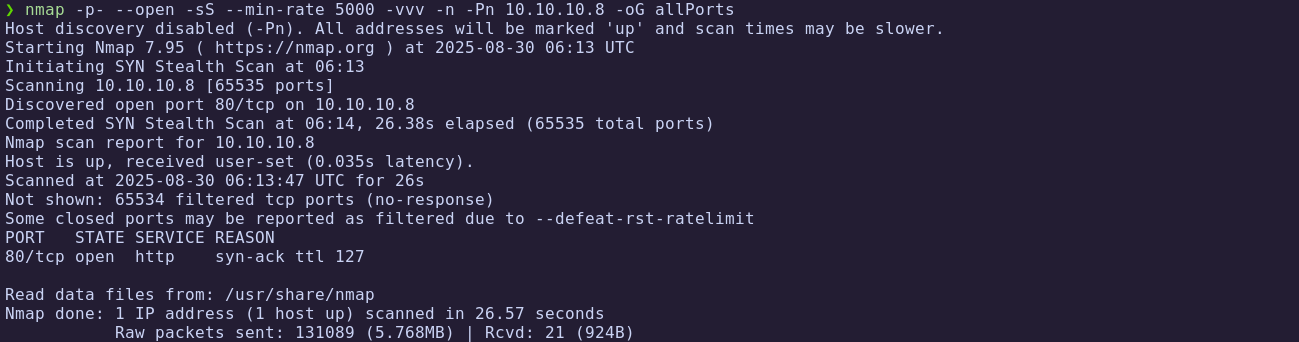 ❯ nmap -p- --open -sS --min-rate 5000 -vvv -n -Pn 10.10.10.8 -oG allPorts
Host discovery disabled (-Pn). All addresses will be marked 'up' and scan times may be slower.
Starting Nmap 7.95 ( https://nmap.org ) at 2025-08-30 06:13 UTC
Initiating SYN Stealth Scan at 06:13
Scanning 10.10.10.8 [65535 ports]
Discovered open port 80/tcp on 10.10.10.8
Completed SYN Stealth Scan at 06:14, 26.38s elapsed (65535 total ports)
Nmap scan report for 10.10.10.8
Host is up, received user-set (0.035s latency).
Scanned at 2025-08-30 06:13:47 UTC for 26s
Not shown: 65534 filtered tcp ports (no-response)
Some closed ports may be reported as filtered due to --defeat-rst-ratelimit
PORT   STATE SERVICE REASON
80/tcp open  http    syn-ack ttl 127

Read data files from: /usr/share/nmap
Nmap done: 1 IP address (1 host up) scanned in 26.57 seconds
           Raw packets sent: 131089 (5.768MB) | Rcvd: 21 (924B)